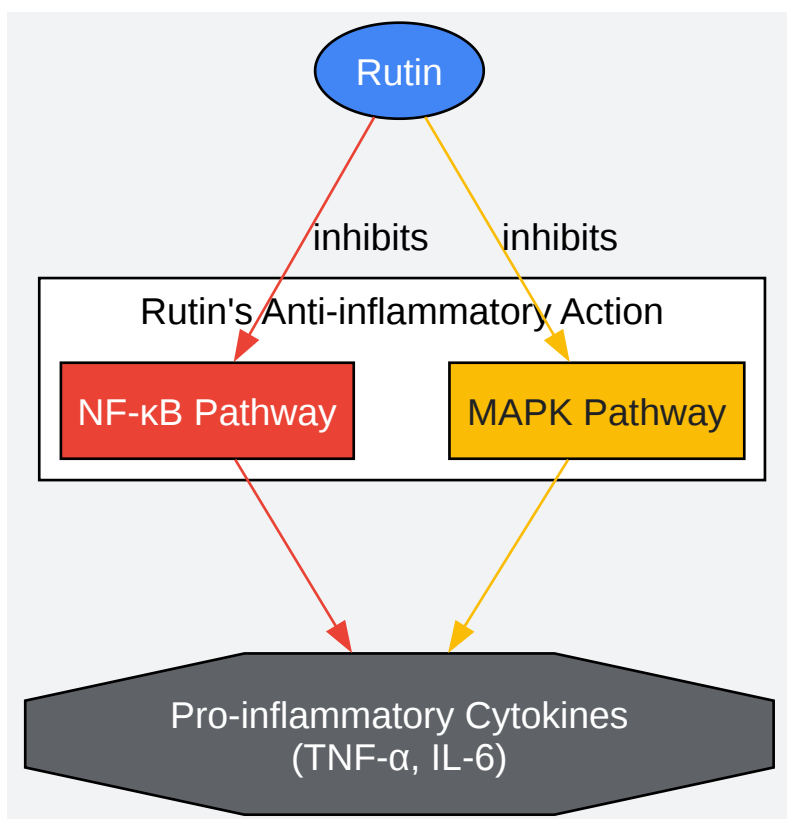 Rutin
inhibits
inhibits
Rutin's Anti-inflammatory Action
NF-κB Pathway
MAPK Pathway
Pro-inflammatory Cytokines
(TNF-α, IL-6)